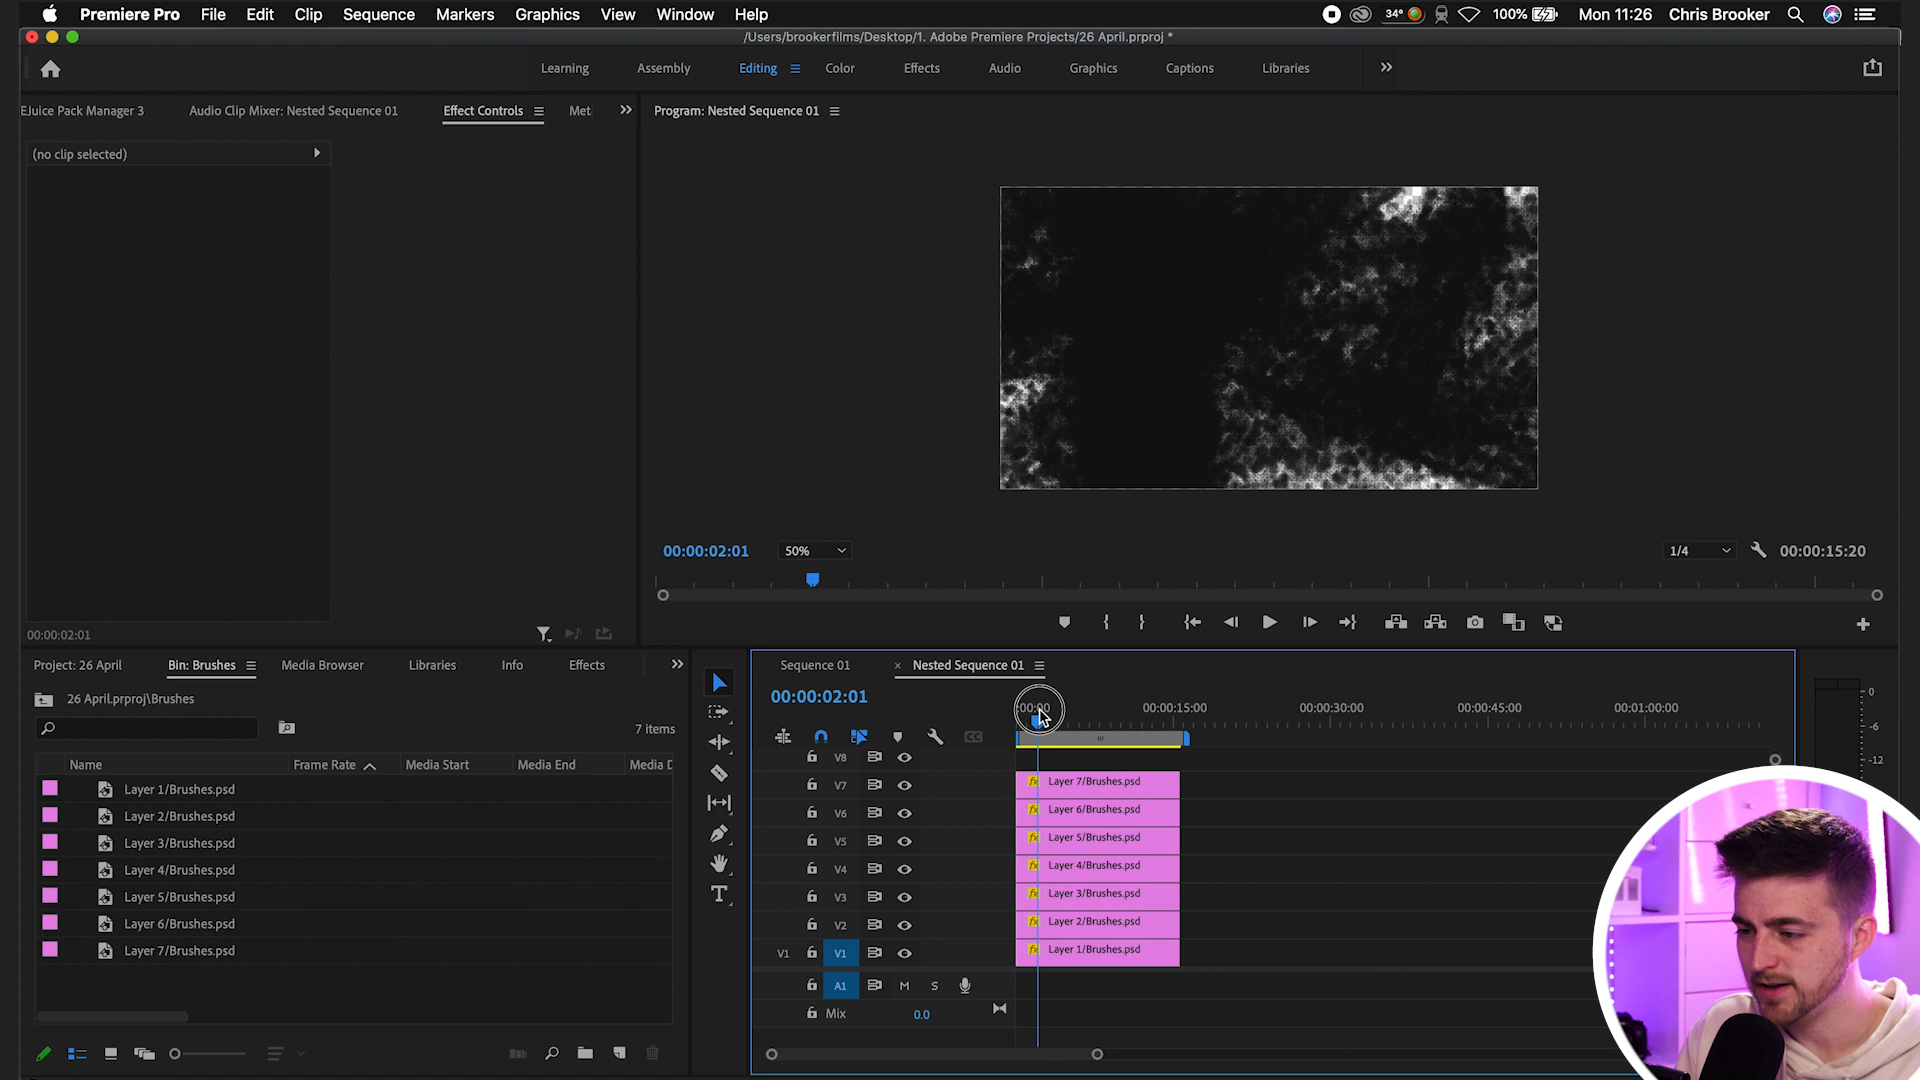 Premiere Pro File Edit Clip Sequence Markers Graphics View Window Help 34° 100% Mon 11:26 Chris Brooker
/Users/brookerfilms/Desktop/1. Adobe Premiere Projects/26 April.prproj *
Learning Assembly Editing Color Effects Audio Graphics Captions Libraries
EJuice Pack Manager 3 Audio Clip Mixer: Nested Sequence 01 Effect Controls Met
Program: Nested Sequence 01
(no clip selected)
00:00:02:01 50% 1/4 00:00:15:20
00:00:02:01
Project: 26 April Bin: Brushes Media Browser Libraries Info Effects
26 April.prproj\Brushes
7 items
Name Frame Rate Media Start Media End Media D
Layer 1/Brushes.psd
Layer 2/Brushes.psd
Layer 3/Brushes.psd
Layer 4/Brushes.psd
Layer 5/Brushes.psd
Layer 6/Brushes.psd
Layer 7/Brushes.psd
Sequence 01 × Nested Sequence 01
00:00:02:01
:00:00 00:00:15:00 00:00:30:00 00:00:45:00 00:01:00:00
V8
V7 fx Layer 7/Brushes.psd
V6 fx Layer 6/Brushes.psd
V5 fx Layer 5/Brushes.psd
V4 fx Layer 4/Brushes.psd
V3 fx Layer 3/Brushes.psd
V2 fx Layer 2/Brushes.psd
V1 V1 fx Layer 1/Brushes.psd
A1 M S
Mix 0.0
0
-6
-12